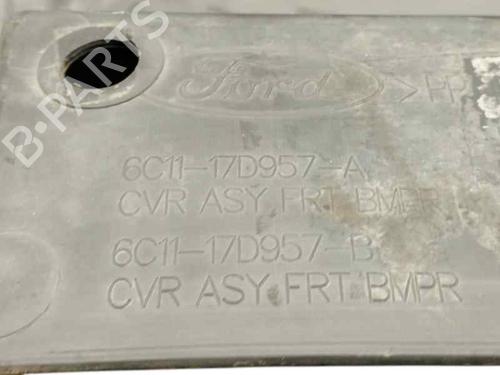 Ford >PP
6C11-17D957-A
CVR ASY,FRT BMPR
6C11-17D957-B
CVR ASY,FRT BMPR
B-PARTS